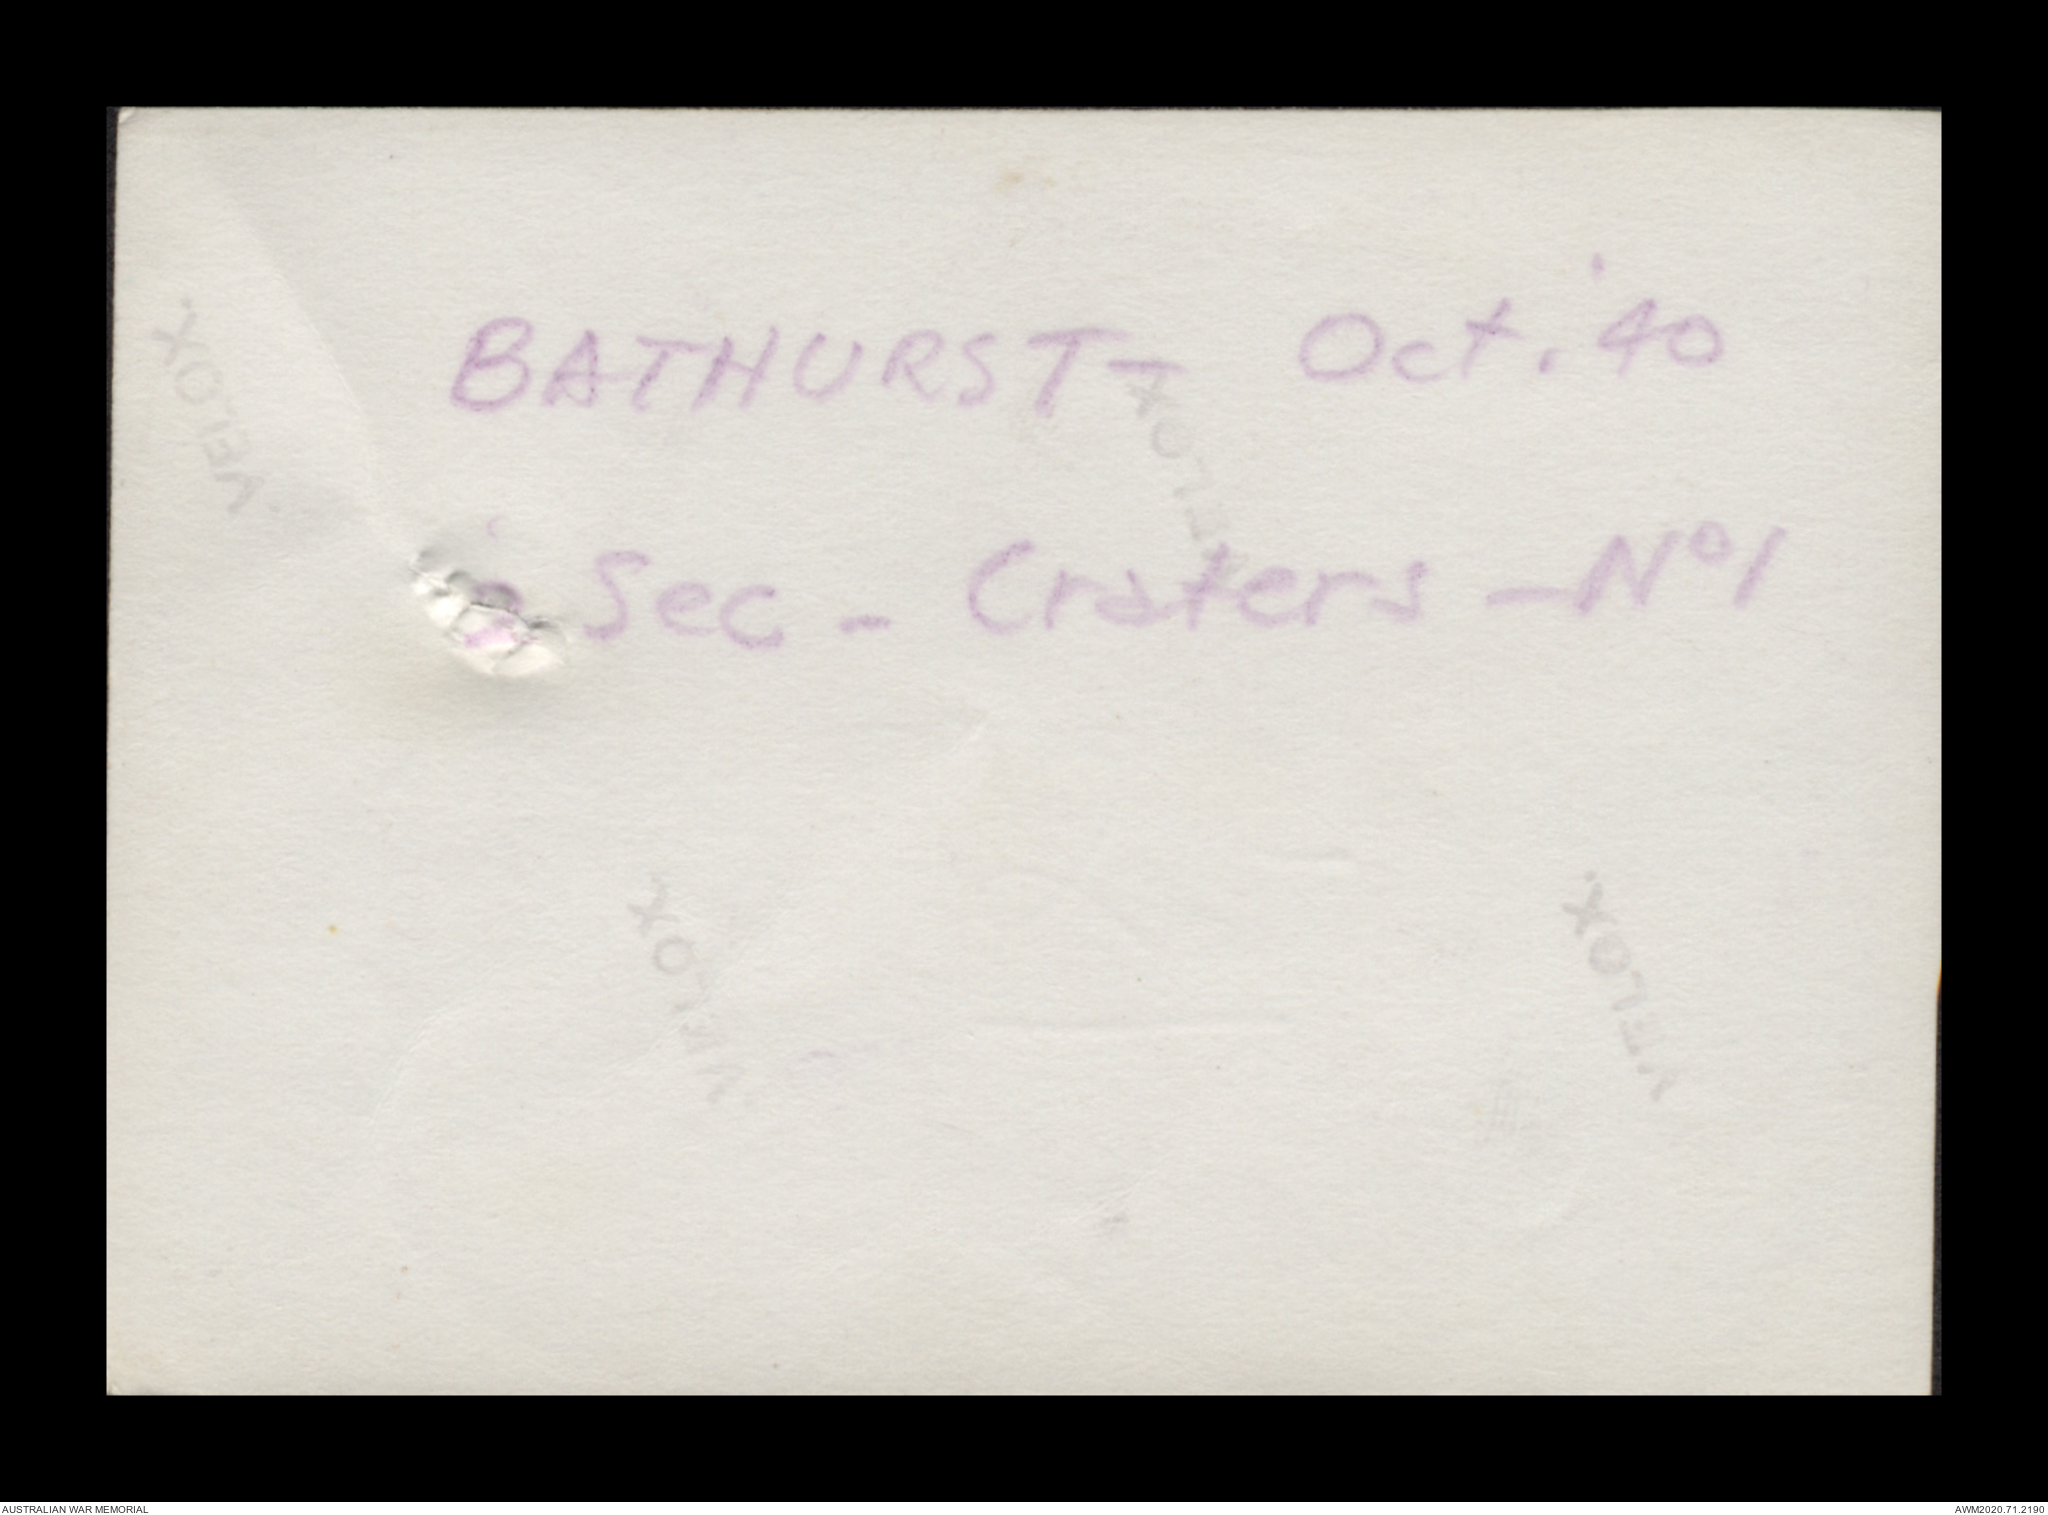 BATHURST – Oct. '40
Sec – Craters – Nº1
VELOX
VELOX
VELOX
VELOX
AUSTRALIAN WAR MEMORIAL
AWM2020.71.2190